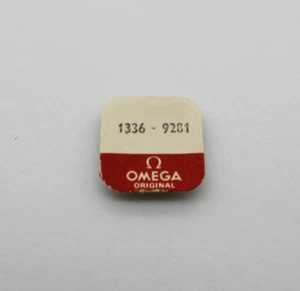 1336 - 9281
Ω
OMEGA
ORIGINAL